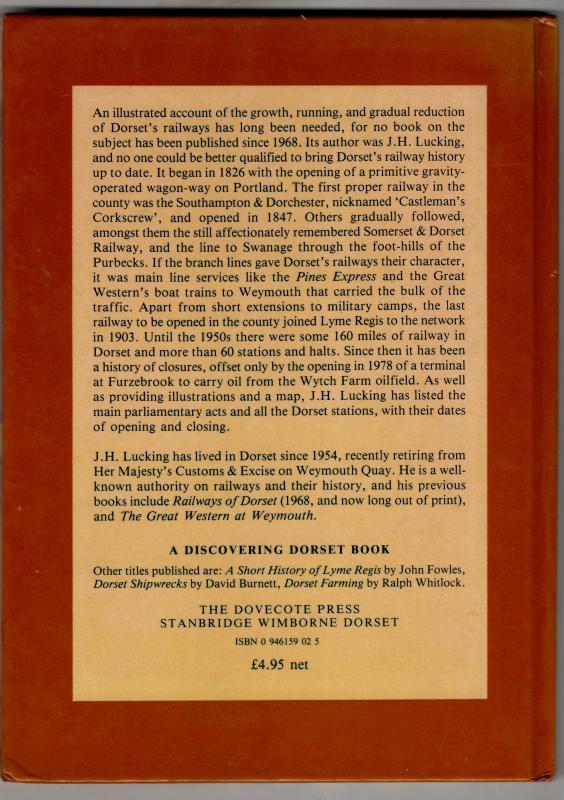 An illustrated account of the growth, running, and gradual reduction
of Dorset's railways has long been needed, for no book on the
subject has been published since 1968. Its author was J.H. Lucking,
and no one could be better qualified to bring Dorset's railway history
up to date. It began in 1826 with the opening of a primitive gravity-
operated wagon-way on Portland. The first proper railway in the
county was the Southampton & Dorchester, nicknamed 'Castleman's
Corkscrew', and opened in 1847. Others gradually followed,
amongst them the still affectionately remembered Somerset & Dorset
Railway, and the line to Swanage through the foot-hills of the
Purbecks. If the branch lines gave Dorset's railways their character,
it was main line services like the Pines Express and the Great
Western's boat trains to Weymouth that carried the bulk of the
traffic. Apart from short extensions to military camps, the last
railway to be opened in the county joined Lyme Regis to the network
in 1903. Until the 1950s there were some 160 miles of railway in
Dorset and more than 60 stations and halts. Since then it has been
a history of closures, offset only by the opening in 1978 of a terminal
at Furzebrook to carry oil from the Wytch Farm oilfield. As well
as providing illustrations and a map, J.H. Lucking has listed the
main parliamentary acts and all the Dorset stations, with their dates
of opening and closing.
J.H. Lucking has lived in Dorset since 1954, recently retiring from
Her Majesty's Customs & Excise on Weymouth Quay. He is a well-
known authority on railways and their history, and his previous
books include Railways of Dorset (1968, and now long out of print),
and The Great Western at Weymouth.
A DISCOVERING DORSET BOOK
Other titles published are: A Short History of Lyme Regis by John Fowles,
Dorset Shipwrecks by David Burnett, Dorset Farming by Ralph Whitlock.
THE DOVECOTE PRESS
STANBRIDGE WIMBORNE DORSET
ISBN 0 946159 02 5
£4.95 net